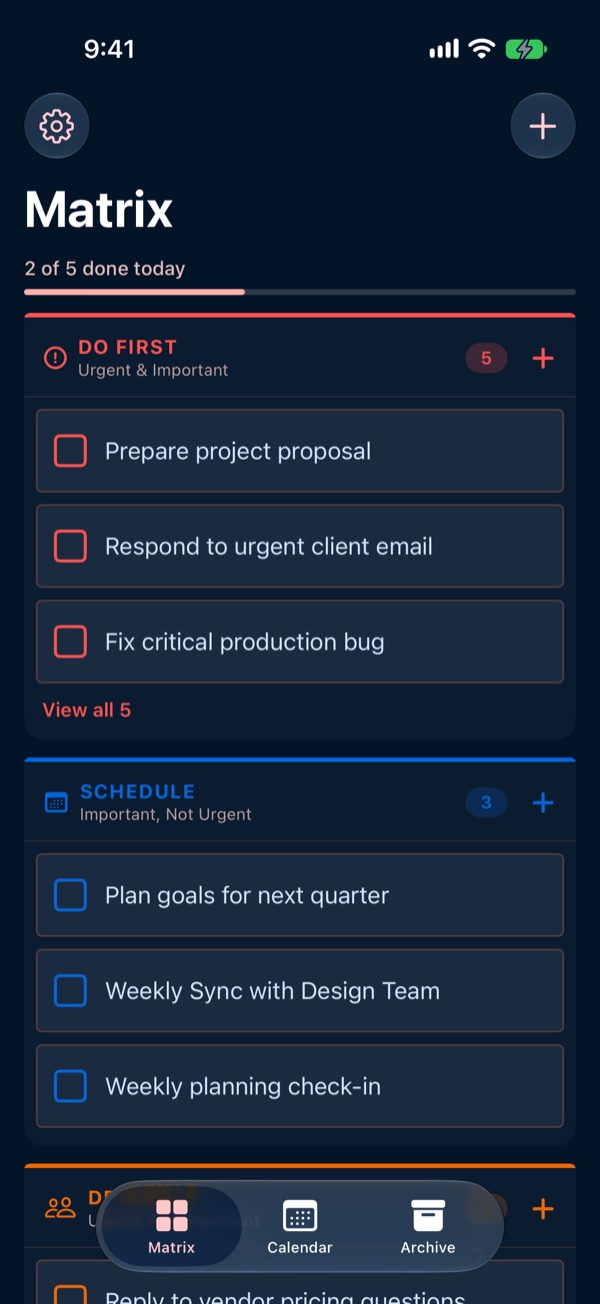 9:41
Matrix
2 of 5 done today
DO FIRST
Urgent & Important
5
Prepare project proposal
Respond to urgent client email
Fix critical production bug
View all 5
SCHEDULE
Important, Not Urgent
3
Plan goals for next quarter
Weekly Sync with Design Team
Weekly planning check-in
Matrix
Calendar
Archive
Reply to vendor pricing questions